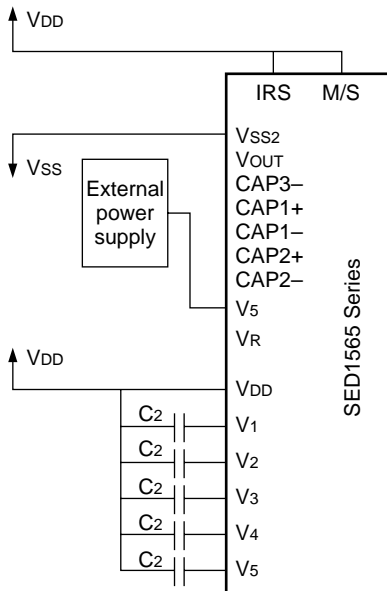 VDD
IRS M/S
VSS2
VSS
VOUT
CAP3–
External
power
supply
CAP1+
CAP1–
CAP2+
CAP2–
V5
VR
SED1565 Series
VDD
VDD
C2 V1
C2 V2
C2 V3
C2 V4
C2 V5